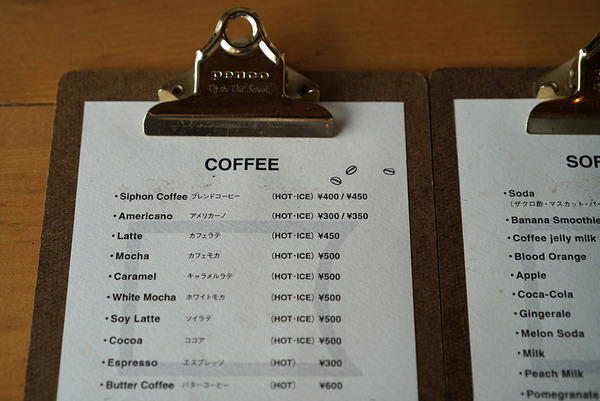 penco
"Of the Old School"
COFFEE
・Siphon Coffee ブレンドコーヒー (HOT・ICE) ¥400 / ¥450
・Americano アメリカーノ (HOT・ICE) ¥300 / ¥350
・Latte カフェラテ (HOT・ICE) ¥450
・Mocha カフェモカ (HOT・ICE) ¥500
・Caramel キャラメルラテ (HOT・ICE) ¥500
・White Mocha ホワイトモカ (HOT・ICE) ¥500
・Soy Latte ソイラテ (HOT・ICE) ¥500
・Cocoa ココア (HOT・ICE) ¥500
・Espresso エスプレッソ (HOT) ¥300
・Butter Coffee バターコーヒー (HOT) ¥600
SOF
・Soda
(ザクロ酢・マスカット・パイ
・Banana Smoothie
・Coffee jelly milk
・Blood Orange
・Apple
・Coca-Cola
・Gingerale
・Melon Soda
・Milk
・Peach Milk
・Pomegranate